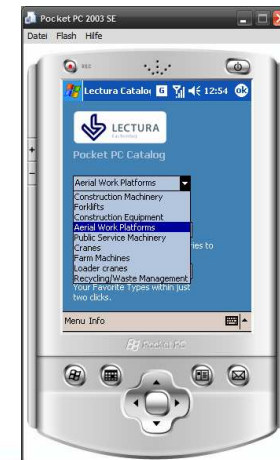 Pocket PC 2003 SE
Datei Flash Hilfe
Lectura Catalo 12:54 ok
LECTURA
Pocket PC Catalog
Aerial Work Platforms
Construction Machinery
Forklifts
Construction Equipment
Aerial Work Platforms
Public Service Machinery
Cranes
ries to
Farm Machines
Loader cranes
Recycling/Waste Management
Your Favorite Types within just
two clicks.
Menu Info
Pocket PC